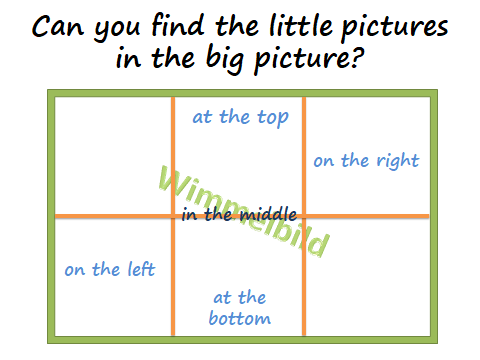 Can you find the little pictures
in the big picture?
at the top
on the right
Wimmelbild
in the middle
on the left
at the
bottom